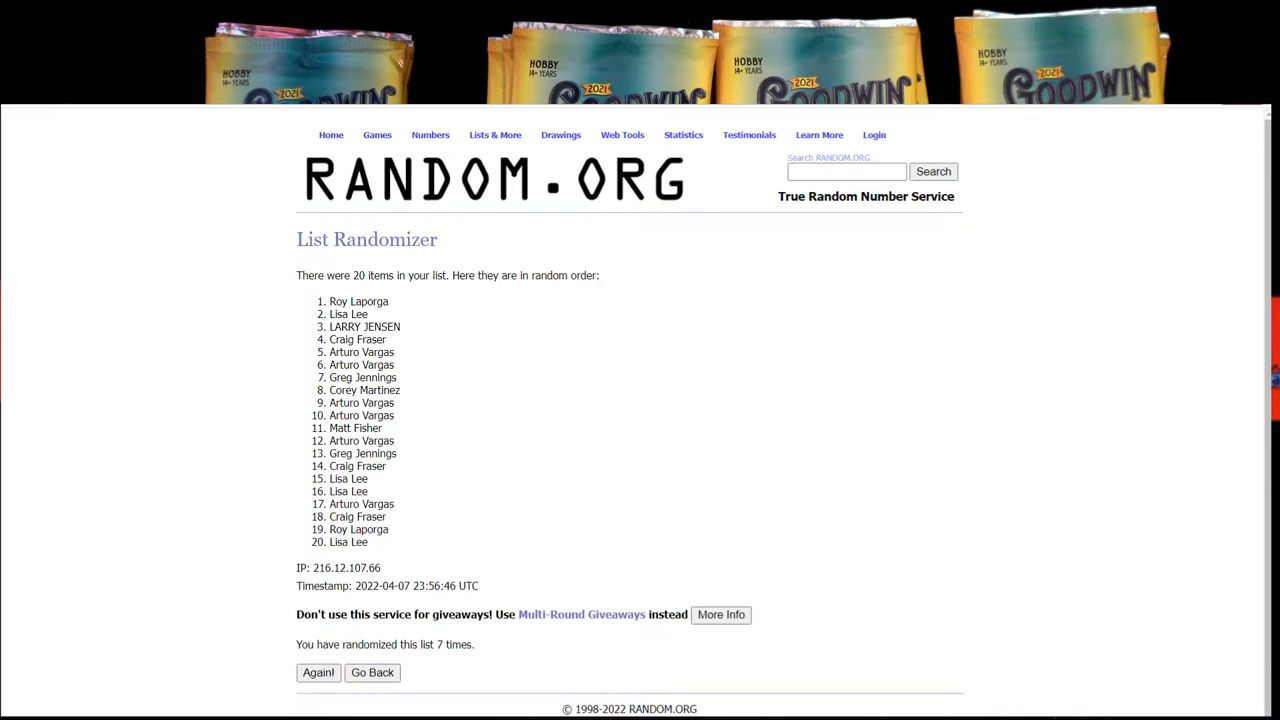 HOBBY
14+ YEARS
2021
GOODWIN
HOBBY
14+ YEARS
2021
GOODWIN
HOBBY
14+ YEARS
2021
GOODWIN
HOBBY
14+ YEARS
2021
GOODWIN
Home Games Numbers Lists & More Drawings Web Tools Statistics Testimonials Learn More Login
RANDOM.ORG
Search RANDOM.ORG
Search
True Random Number Service
List Randomizer
There were 20 items in your list. Here they are in random order:
1. Roy Laporga
2. Lisa Lee
3. LARRY JENSEN
4. Craig Fraser
5. Arturo Vargas
6. Arturo Vargas
7. Greg Jennings
8. Corey Martinez
9. Arturo Vargas
10. Arturo Vargas
11. Matt Fisher
12. Arturo Vargas
13. Greg Jennings
14. Craig Fraser
15. Lisa Lee
16. Lisa Lee
17. Arturo Vargas
18. Craig Fraser
19. Roy Laporga
20. Lisa Lee
IP: 216.12.107.66
Timestamp: 2022-04-07 23:56:46 UTC
Don't use this service for giveaways! Use Multi-Round Giveaways instead More Info
You have randomized this list 7 times.
Again! Go Back
© 1998-2022 RANDOM.ORG